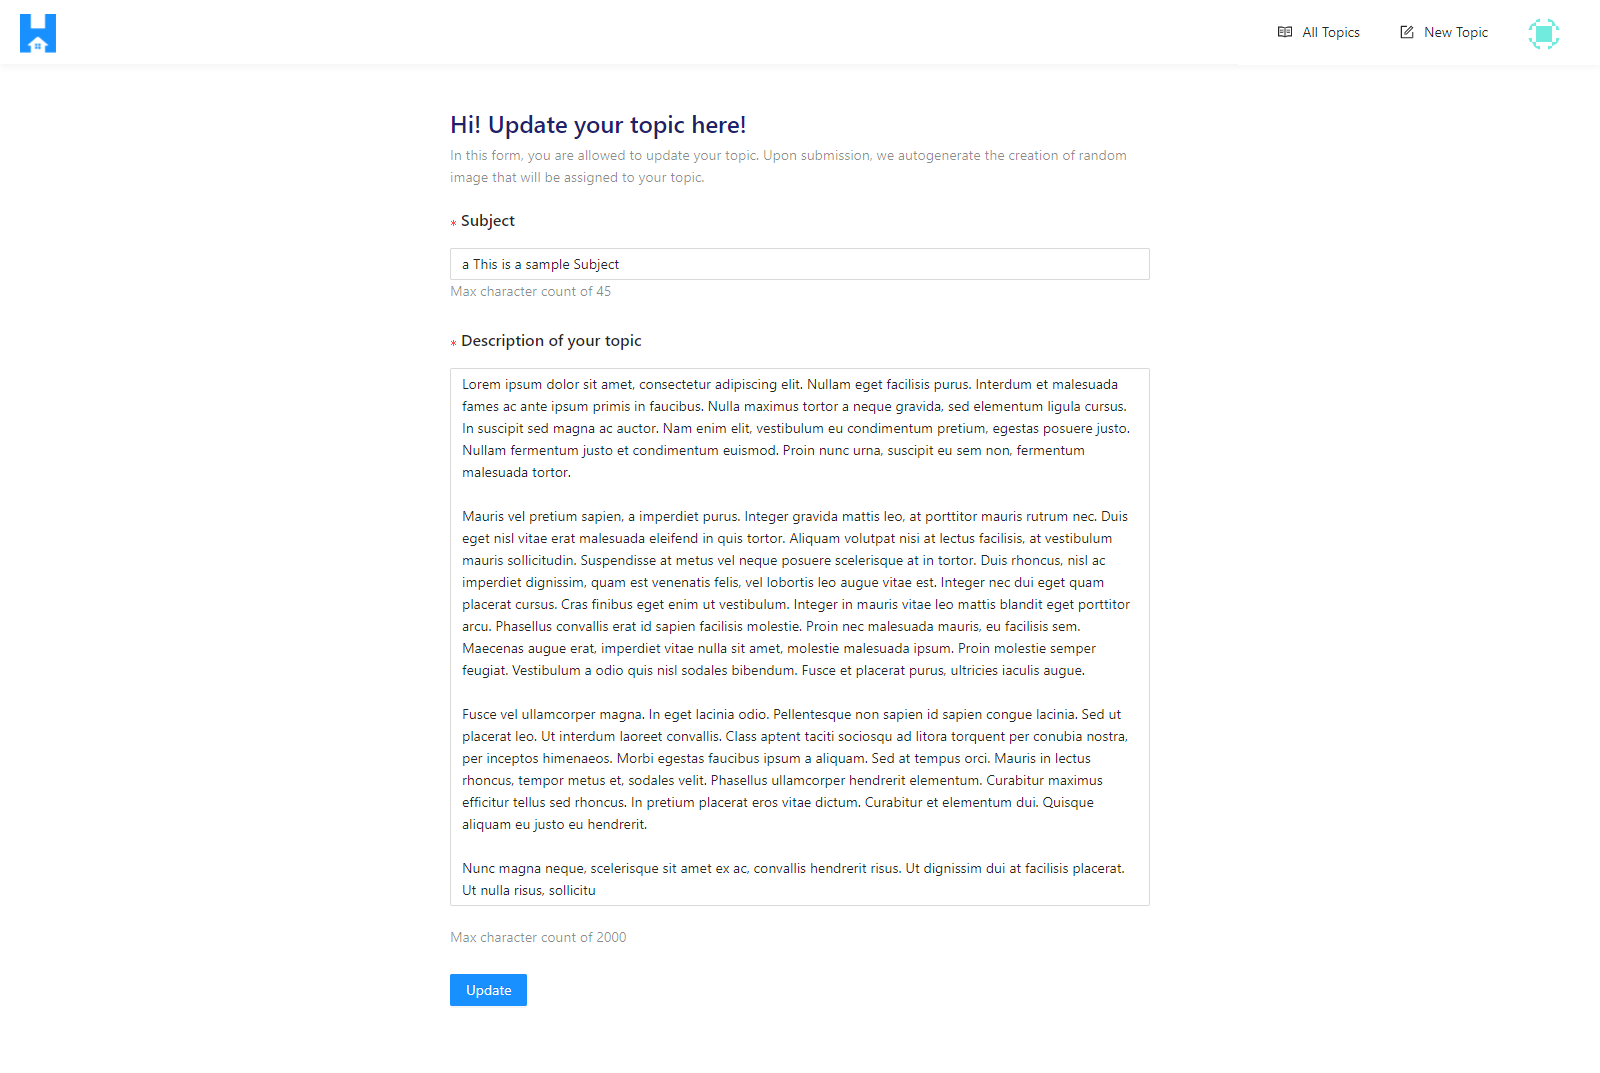 All Topics
New Topic
Hi! Update your topic here!
In this form, you are allowed to update your topic. Upon submission, we autogenerate the creation of random
image that will be assigned to your topic.
* Subject
a This is a sample Subject
Max character count of 45
* Description of your topic
Lorem ipsum dolor sit amet, consectetur adipiscing elit. Nullam eget facilisis purus. Interdum et malesuada
fames ac ante ipsum primis in faucibus. Nulla maximus tortor a neque gravida, sed elementum ligula cursus.
In suscipit sed magna ac auctor. Nam enim elit, vestibulum eu condimentum pretium, egestas posuere justo.
Nullam fermentum justo et condimentum euismod. Proin nunc urna, suscipit eu sem non, fermentum
malesuada tortor.
Mauris vel pretium sapien, a imperdiet purus. Integer gravida mattis leo, at porttitor mauris rutrum nec. Duis
eget nisl vitae erat malesuada eleifend in quis tortor. Aliquam volutpat nisi at lectus facilisis, at vestibulum
mauris sollicitudin. Suspendisse at metus vel neque posuere scelerisque at in tortor. Duis rhoncus, nisl ac
imperdiet dignissim, quam est venenatis felis, vel lobortis leo augue vitae est. Integer nec dui eget quam
placerat cursus. Cras finibus eget enim ut vestibulum. Integer in mauris vitae leo mattis blandit eget porttitor
arcu. Phasellus convallis erat id sapien facilisis molestie. Proin nec malesuada mauris, eu facilisis sem.
Maecenas augue erat, imperdiet vitae nulla sit amet, molestie malesuada ipsum. Proin molestie semper
feugiat. Vestibulum a odio quis nisl sodales bibendum. Fusce et placerat purus, ultricies iaculis augue.
Fusce vel ullamcorper magna. In eget lacinia odio. Pellentesque non sapien id sapien congue lacinia. Sed ut
placerat leo. Ut interdum laoreet convallis. Class aptent taciti sociosqu ad litora torquent per conubia nostra,
per inceptos himenaeos. Morbi egestas faucibus ipsum a aliquam. Sed at tempus orci. Mauris in lectus
rhoncus, tempor metus et, sodales velit. Phasellus ullamcorper hendrerit elementum. Curabitur maximus
efficitur tellus sed rhoncus. In pretium placerat eros vitae dictum. Curabitur et elementum dui. Quisque
aliquam eu justo eu hendrerit.
Nunc magna neque, scelerisque sit amet ex ac, convallis hendrerit risus. Ut dignissim dui at facilisis placerat.
Ut nulla risus, sollicitu
Max character count of 2000
Update